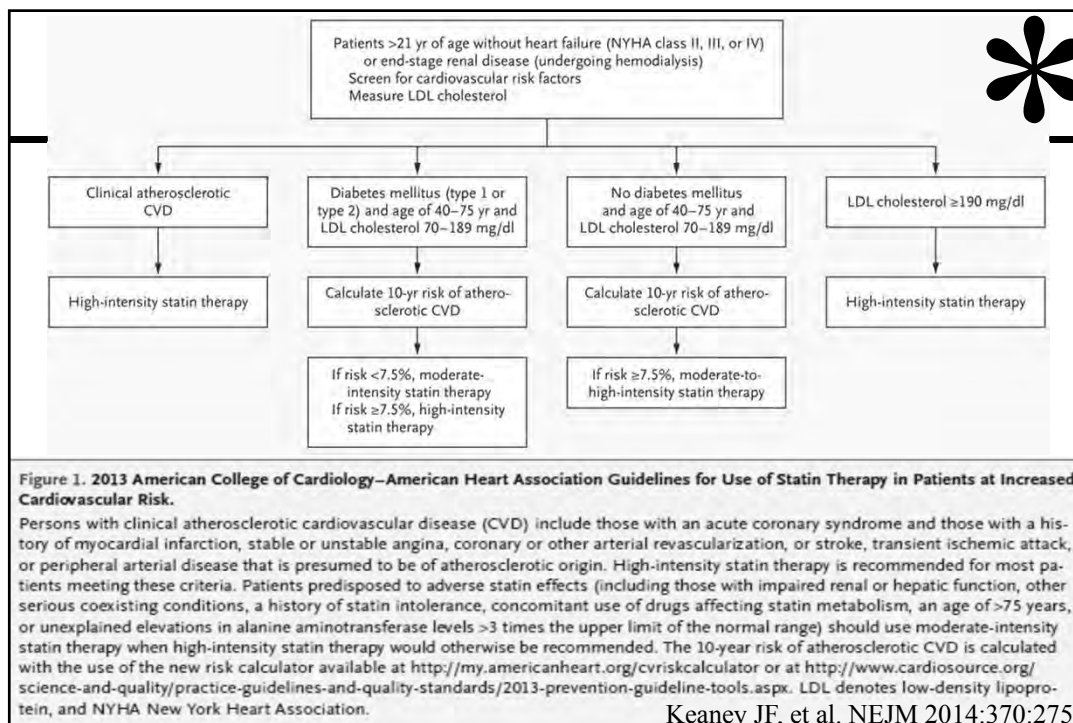 Patients >21 yr of age without heart failure (NYHA class II, III, or IV)
or end-stage renal disease (undergoing hemodialysis)
Screen for cardiovascular risk factors
Measure LDL cholesterol
Clinical atherosclerotic
CVD
Diabetes mellitus (type 1 or
type 2) and age of 40–75 yr and
LDL cholesterol 70–189 mg/dl
No diabetes mellitus
and age of 40–75 yr and
LDL cholesterol 70–189 mg/dl
LDL cholesterol ≥190 mg/dl
High-intensity statin therapy
Calculate 10-yr risk of athero-
sclerotic CVD
Calculate 10-yr risk of athero-
sclerotic CVD
High-intensity statin therapy
If risk <7.5%, moderate-
intensity statin therapy
If risk ≥7.5%, high-intensity
statin therapy
If risk ≥7.5%, moderate-to-
high-intensity statin therapy
Figure 1. 2013 American College of Cardiology–American Heart Association Guidelines for Use of Statin Therapy in Patients at Increased
Cardiovascular Risk.
Persons with clinical atherosclerotic cardiovascular disease (CVD) include those with an acute coronary syndrome and those with a his-
tory of myocardial infarction, stable or unstable angina, coronary or other arterial revascularization, or stroke, transient ischemic attack,
or peripheral arterial disease that is presumed to be of atherosclerotic origin. High-intensity statin therapy is recommended for most pa-
tients meeting these criteria. Patients predisposed to adverse statin effects (including those with impaired renal or hepatic function, other
serious coexisting conditions, a history of statin intolerance, concomitant use of drugs affecting statin metabolism, an age of >75 years,
or unexplained elevations in alanine aminotransferase levels >3 times the upper limit of the normal range) should use moderate-intensity
statin therapy when high-intensity statin therapy would otherwise be recommended. The 10-year risk of atherosclerotic CVD is calculated
with the use of the new risk calculator available at http://my.americanheart.org/cvriskcalculator or at http://www.cardiosource.org/
science-and-quality/practice-guidelines-and-quality-standards/2013-prevention-guideline-tools.aspx. LDL denotes low-density lipopro-
tein, and NYHA New York Heart Association.
Keaney JF, et al. NEJM 2014:370:275